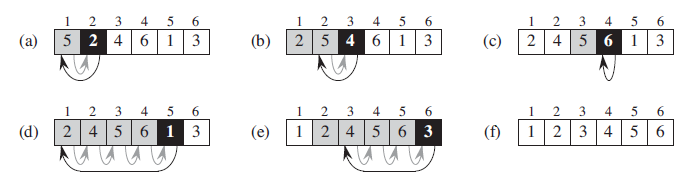 1 2 3 4 5 6
(a) 5 2 4 6 1 3
1 2 3 4 5 6
(b) 2 5 4 6 1 3
1 2 3 4 5 6
(c) 2 4 5 6 1 3
1 2 3 4 5 6
(d) 2 4 5 6 1 3
1 2 3 4 5 6
(e) 1 2 4 5 6 3
1 2 3 4 5 6
(f) 1 2 3 4 5 6